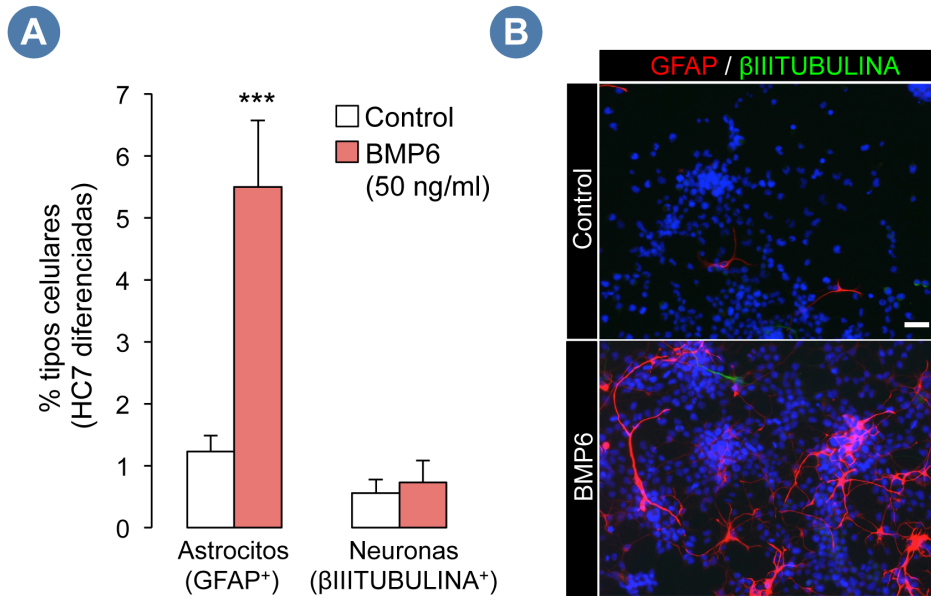 A
7
6
5
4
3
2
1
0
% tipos celulares
(HC7 diferenciadas)
***
Control
BMP6
(50 ng/ml)
Astrocitos
(GFAP⁺)
Neuronas
(βIIITUBULINA⁺)
B
GFAP / βIIITUBULINA
Control
BMP6